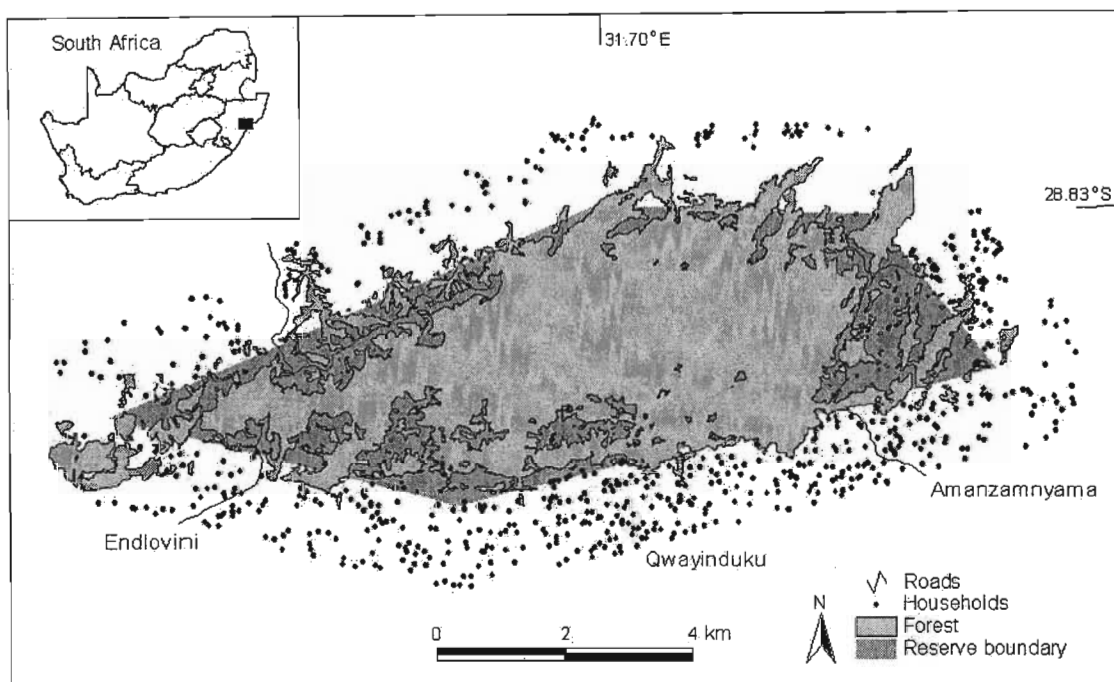 South Africa
31.70°E
28.83°S
Amanzamnyama
Endlovini
Qwayinduku
Roads
Households
Forest
Reserve boundary
N
0 2 4 km